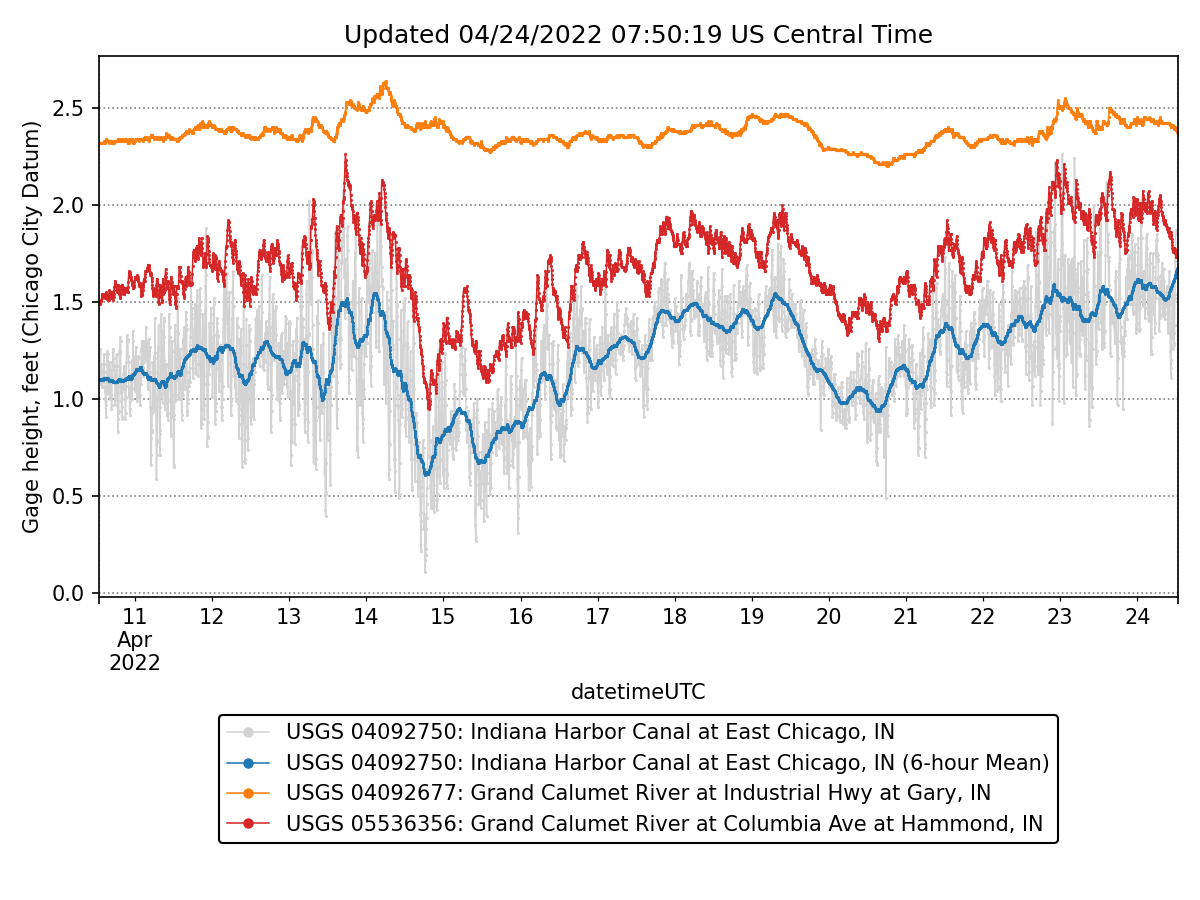 Updated 04/24/2022 07:50:19 US Central Time
Gage height, feet (Chicago City Datum)
2.5
2.0
1.5
1.0
0.5
0.0
11 12 13 14 15 16 17 18 19 20 21 22 23 24
Apr
2022
datetimeUTC
USGS 04092750: Indiana Harbor Canal at East Chicago, IN
USGS 04092750: Indiana Harbor Canal at East Chicago, IN (6-hour Mean)
USGS 04092677: Grand Calumet River at Industrial Hwy at Gary, IN
USGS 05536356: Grand Calumet River at Columbia Ave at Hammond, IN